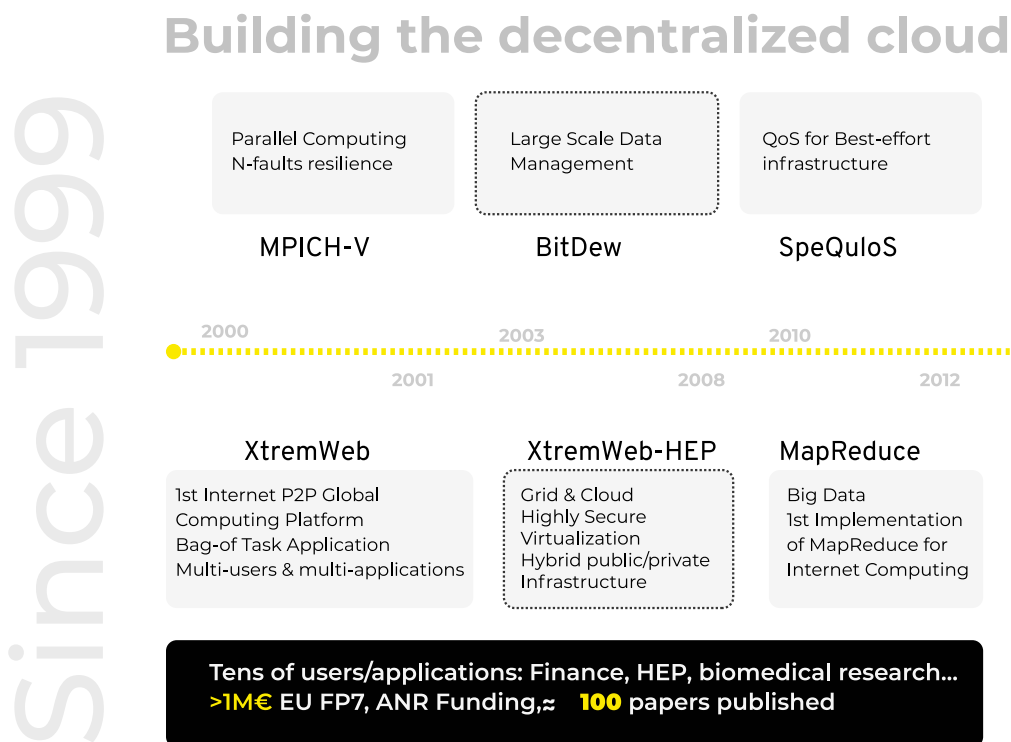 Building the decentralized cloud
Since 1999
Parallel Computing
N-faults resilience
MPICH-V
Large Scale Data
Management
BitDew
QoS for Best-effort
infrastructure
SpeQuloS
2000
2003
2010
2001
2008
2012
XtremWeb
1st Internet P2P Global
Computing Platform
Bag-of Task Application
Multi-users & multi-applications
XtremWeb-HEP
Grid & Cloud
Highly Secure
Virtualization
Hybrid public/private
Infrastructure
MapReduce
Big Data
1st Implementation
of MapReduce for
Internet Computing
Tens of users/applications: Finance, HEP, biomedical research...
>1M€ EU FP7, ANR Funding,≈ 100 papers published